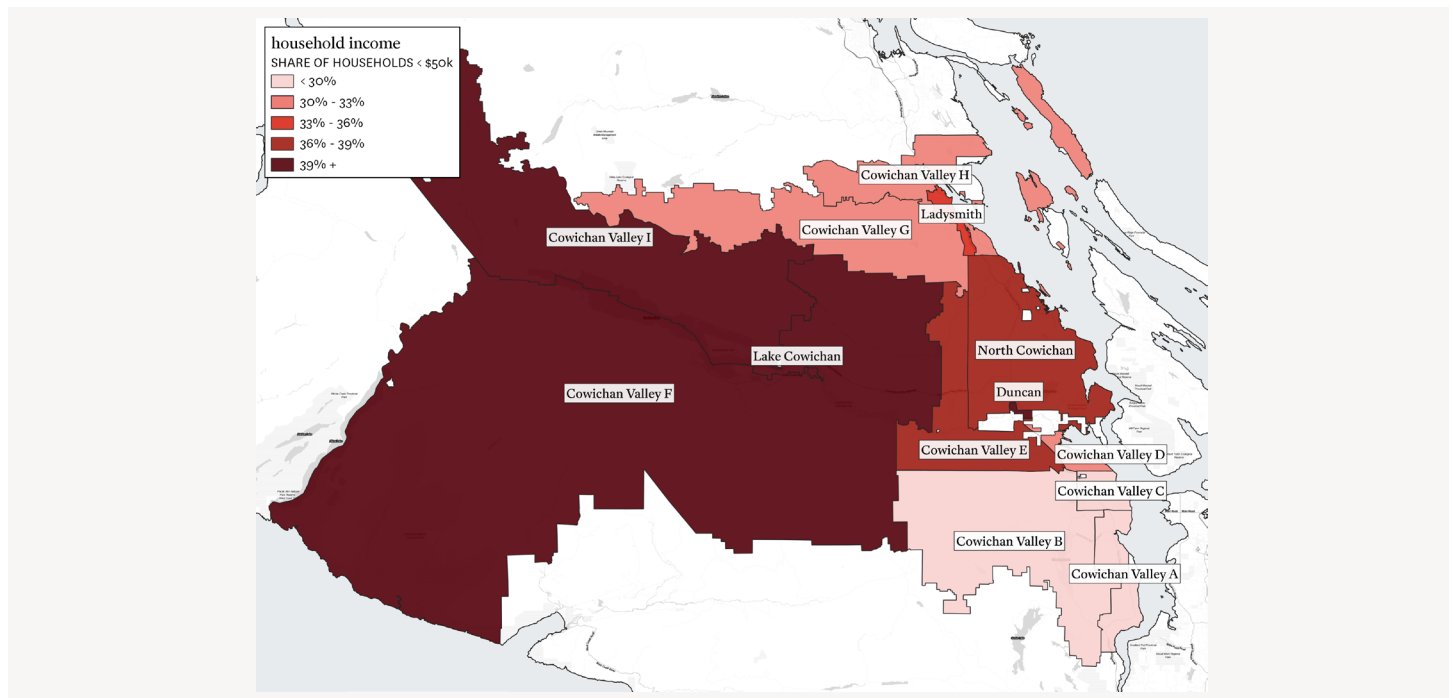 household income
SHARE OF HOUSEHOLDS < $50k
< 30%
30% - 33%
33% - 36%
36% - 39%
39% +
Cowichan Valley H
Ladysmith
Cowichan Valley G
Cowichan Valley I
North Cowichan
Lake Cowichan
Duncan
Cowichan Valley F
Cowichan Valley E
Cowichan Valley D
Cowichan Valley C
Cowichan Valley B
Cowichan Valley A